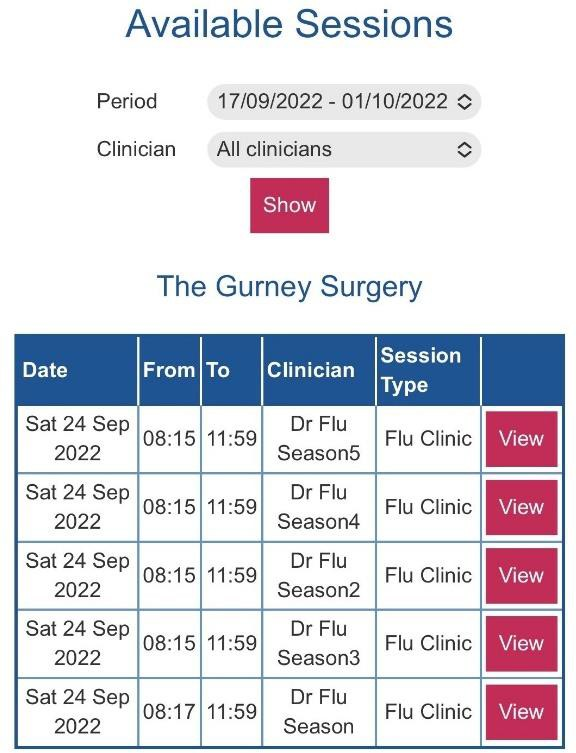 Available Sessions
Period 17/09/2022 - 01/10/2022
Clinician All clinicians
Show
The Gurney Surgery
Date From To Clinician Session Type
Sat 24 Sep 2022 08:15 11:59 Dr Flu Season5 Flu Clinic View
Sat 24 Sep 2022 08:15 11:59 Dr Flu Season4 Flu Clinic View
Sat 24 Sep 2022 08:15 11:59 Dr Flu Season2 Flu Clinic View
Sat 24 Sep 2022 08:15 11:59 Dr Flu Season3 Flu Clinic View
Sat 24 Sep 2022 08:17 11:59 Dr Flu Season Flu Clinic View